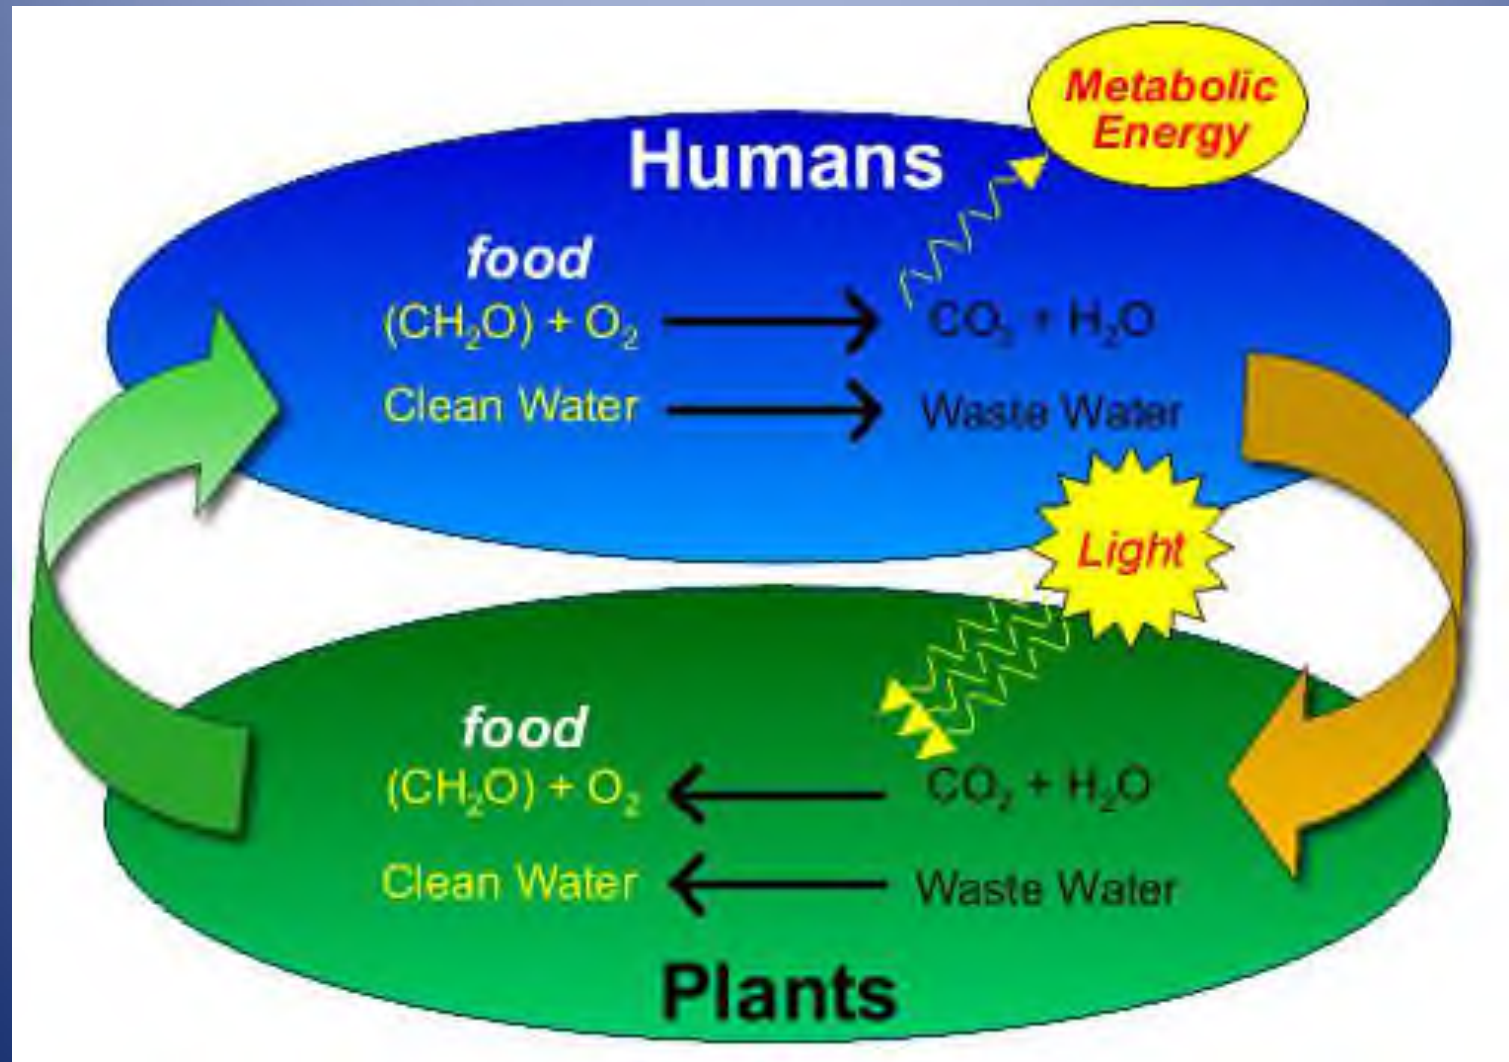 Metabolic
Energy
Humans
food
(CH₂O) + O₂
CO₂ + H₂O
Clean Water
Waste Water
Light
food
(CH₂O) + O₂
CO₂ + H₂O
Clean Water
Waste Water
Plants